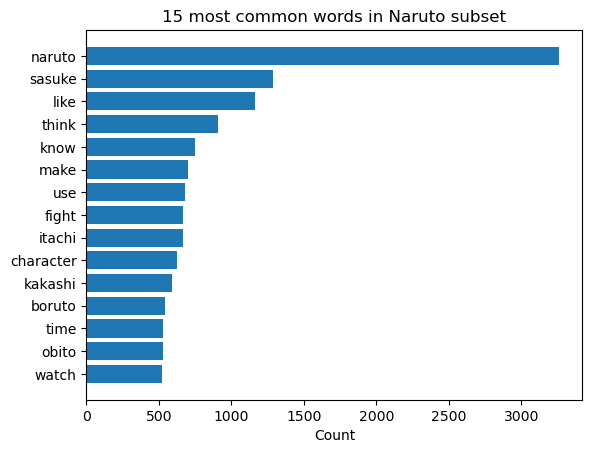 15 most common words in Naruto subset
naruto
sasuke
like
think
know
make
use
fight
itachi
character
kakashi
boruto
time
obito
watch
0 500 1000 1500 2000 2500 3000
Count